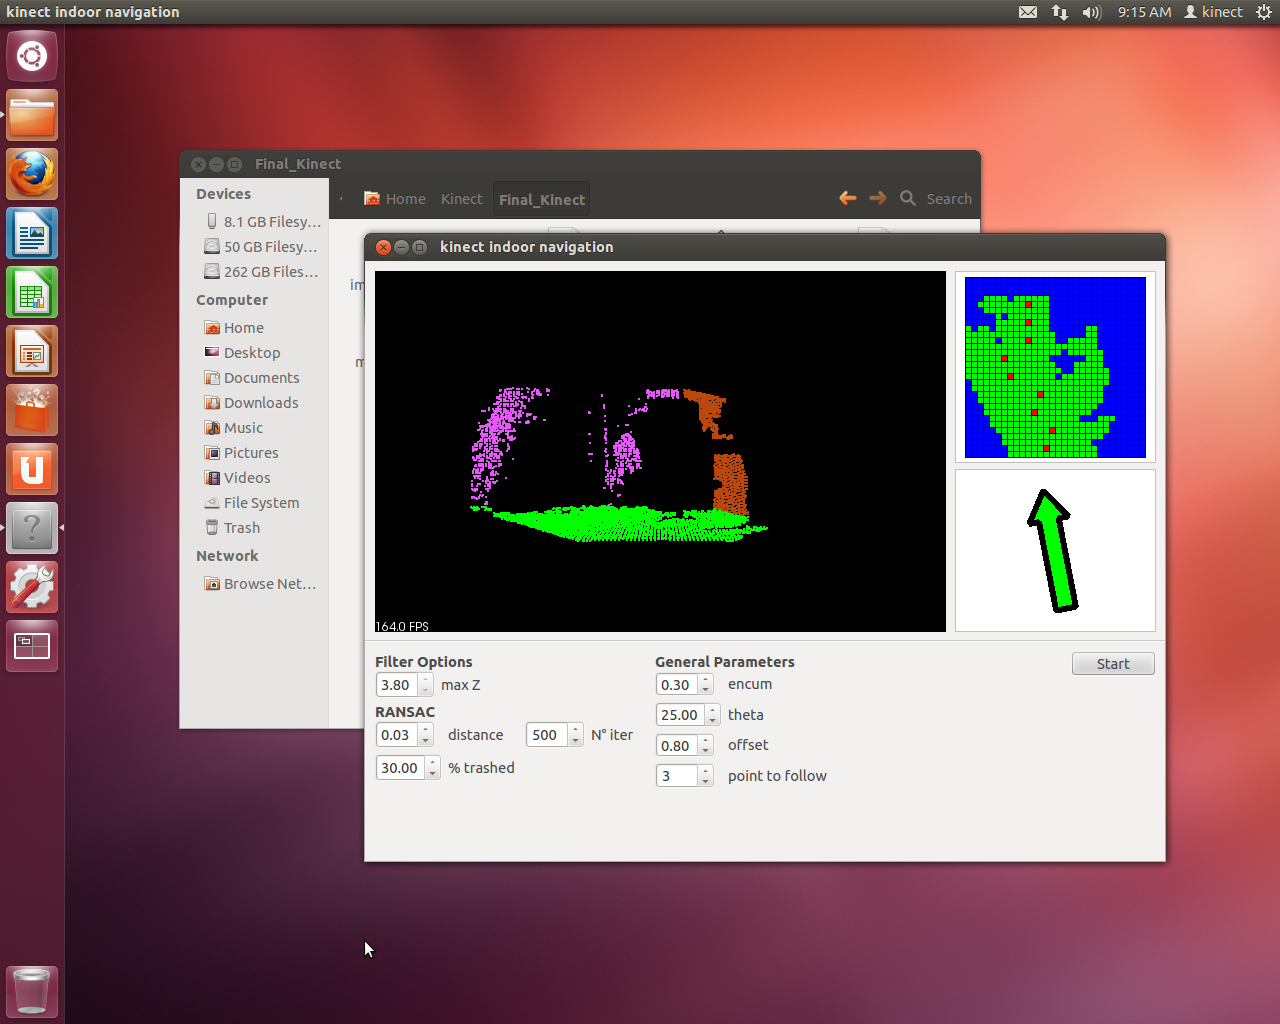 kinect indoor navigation
9:15 AM kinect
Final_Kinect
Devices
8.1 GB Filesy...
50 GB Filesy...
262 GB Files...
Computer
Home
Desktop
Documents
Downloads
Music
Pictures
Videos
File System
Trash
Network
Browse Net...
Home Kinect Final_Kinect Search
kinect indoor navigation
164.0 FPS
Filter Options
3.80 max Z
RANSAC
0.03 distance 500 N° iter
30.00 % trashed
General Parameters
0.30 encum
25.00 theta
0.80 offset
3 point to follow
Start